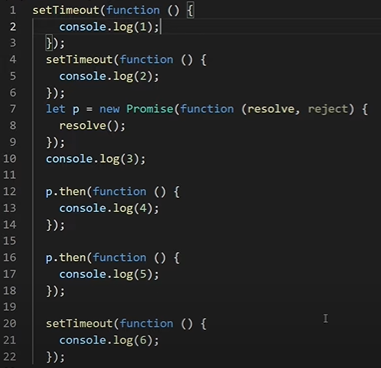 1 setTimeout(function () {
2     console.log(1);
3   });
4   setTimeout(function () {
5     console.log(2);
6   });
7   let p = new Promise(function (resolve, reject) {
8     resolve();
9   });
10   console.log(3);
11
12   p.then(function () {
13     console.log(4);
14   });
15
16   p.then(function () {
17     console.log(5);
18   });
19
20   setTimeout(function () {
21     console.log(6);
22   });